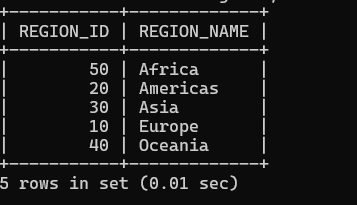 +-----------+-------------+
| REGION_ID | REGION_NAME |
+-----------+-------------+
|        50 | Africa      |
|        20 | Americas    |
|        30 | Asia        |
|        10 | Europe      |
|        40 | Oceania     |
+-----------+-------------+
5 rows in set (0.01 sec)